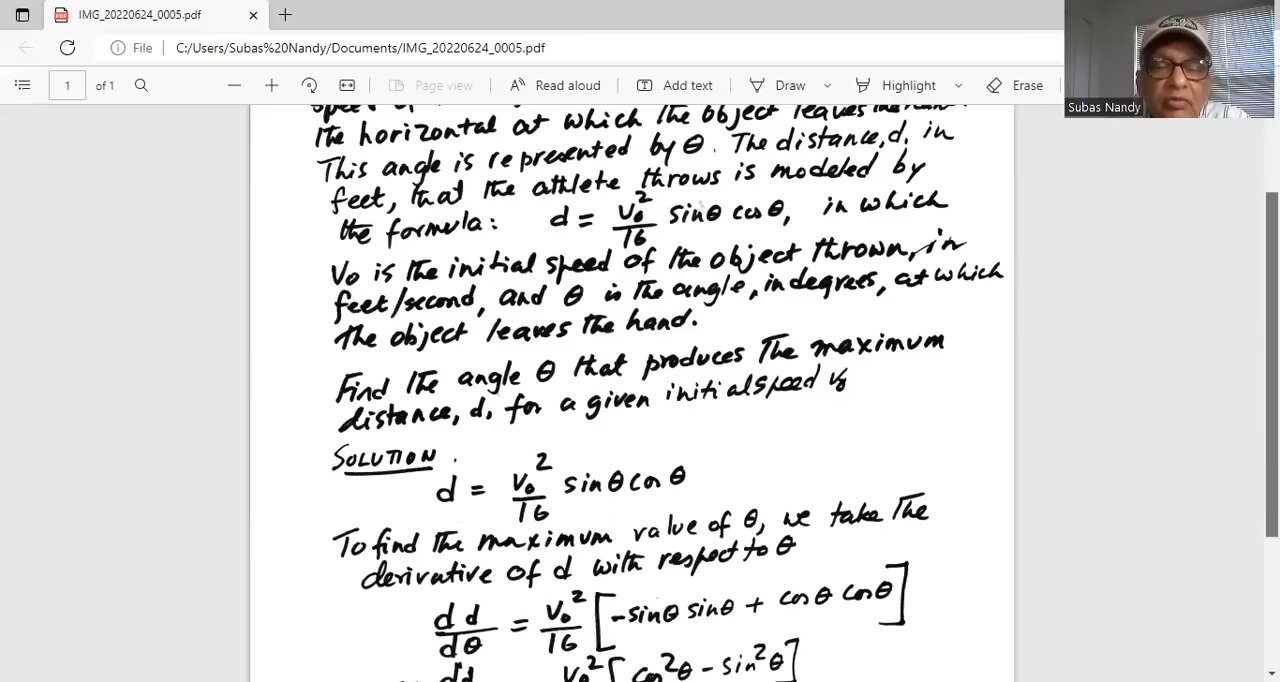 IMG_20220624_0005.pdf
File C:/Users/Subas%20Nandy/Documents/IMG_20220624_0005.pdf
1 of 1 Page view Read aloud Add text Draw Highlight Erase
Subas Nandy
the horizontal at which the object leaves the
This angle is represented by θ. The distance, d, in
feet, that the athlete throws is modeled by
the formula: d = v₀²/16 sinθ cosθ, in which
V₀ is the initial speed of the object thrown, in
feet/second, and θ is the angle, in degrees, at which
the object leaves the hand.
Find the angle θ that produces the maximum
distance, d, for a given initial speed v₀
SOLUTION.
d = v₀²/16 sinθ cosθ
To find the maximum value of θ, we take the
derivative of d with respect to θ
dd/dθ = v₀²/16 [-sinθ sinθ + cosθ cosθ]
dd v₀² [cos²θ - sin²θ]